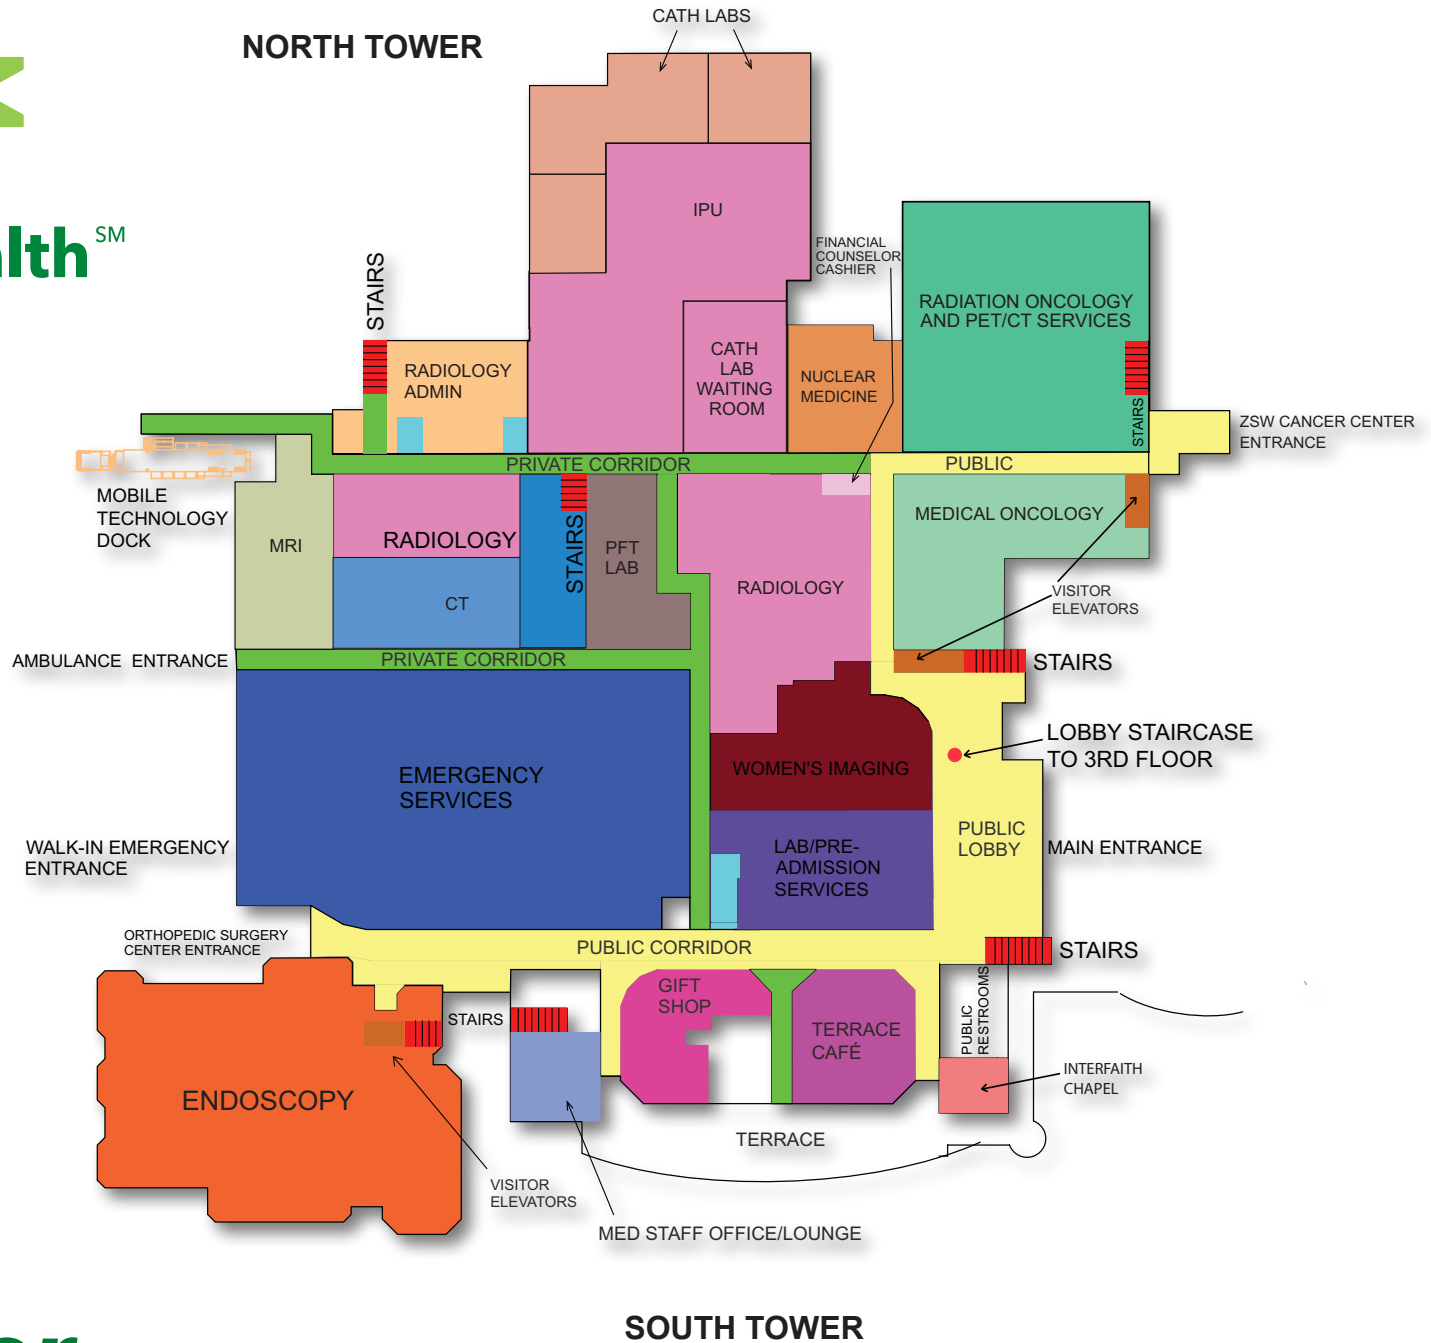 CATH LABS
NORTH TOWER
IPU
lth SM
FINANCIAL
COUNSELOR
CASHIER
STAIRS
RADIATION ONCOLOGY
AND PET/CT SERVICES
RADIOLOGY
ADMIN
CATH
LAB
WAITING
ROOM
NUCLEAR
MEDICINE
STAIRS
ZSW CANCER CENTER
ENTRANCE
PRIVATE CORRIDOR
PUBLIC
MOBILE
TECHNOLOGY
DOCK
MRI
RADIOLOGY
STAIRS
PFT
LAB
MEDICAL ONCOLOGY
CT
RADIOLOGY
VISITOR
ELEVATORS
AMBULANCE ENTRANCE
PRIVATE CORRIDOR
STAIRS
LOBBY STAIRCASE
TO 3RD FLOOR
EMERGENCY
SERVICES
WOMEN'S IMAGING
PUBLIC
LOBBY
MAIN ENTRANCE
WALK-IN EMERGENCY
ENTRANCE
LAB/PRE-
ADMISSION
SERVICES
ORTHOPEDIC SURGERY
CENTER ENTRANCE
PUBLIC CORRIDOR
STAIRS
GIFT
SHOP
STAIRS
TERRACE
CAFÉ
PUBLIC
RESTROOMS
INTERFAITH
CHAPEL
ENDOSCOPY
TERRACE
VISITOR
ELEVATORS
MED STAFF OFFICE/LOUNGE
SOUTH TOWER